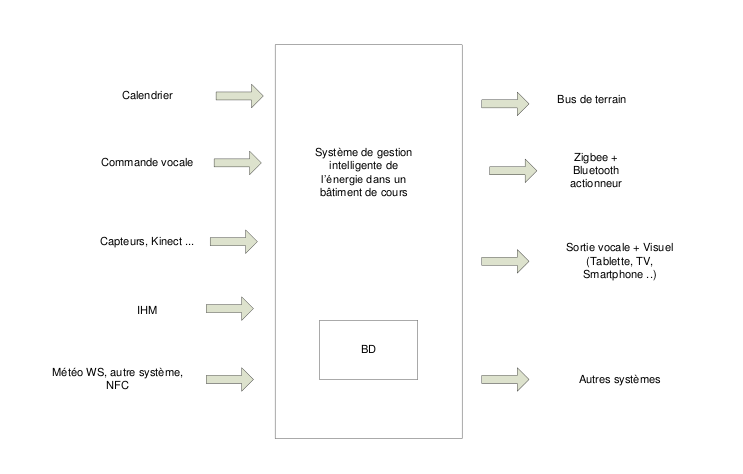 Calendrier
Commande vocale
Capteurs, Kinect ...
IHM
Météo WS, autre système,
NFC
Système de gestion
intelligente de
l'énergie dans un
bâtiment de cours
BD
Bus de terrain
Zigbee +
Bluetooth
actionneur
Sortie vocale + Visuel
(Tablette, TV,
Smartphone ..)
Autres systèmes